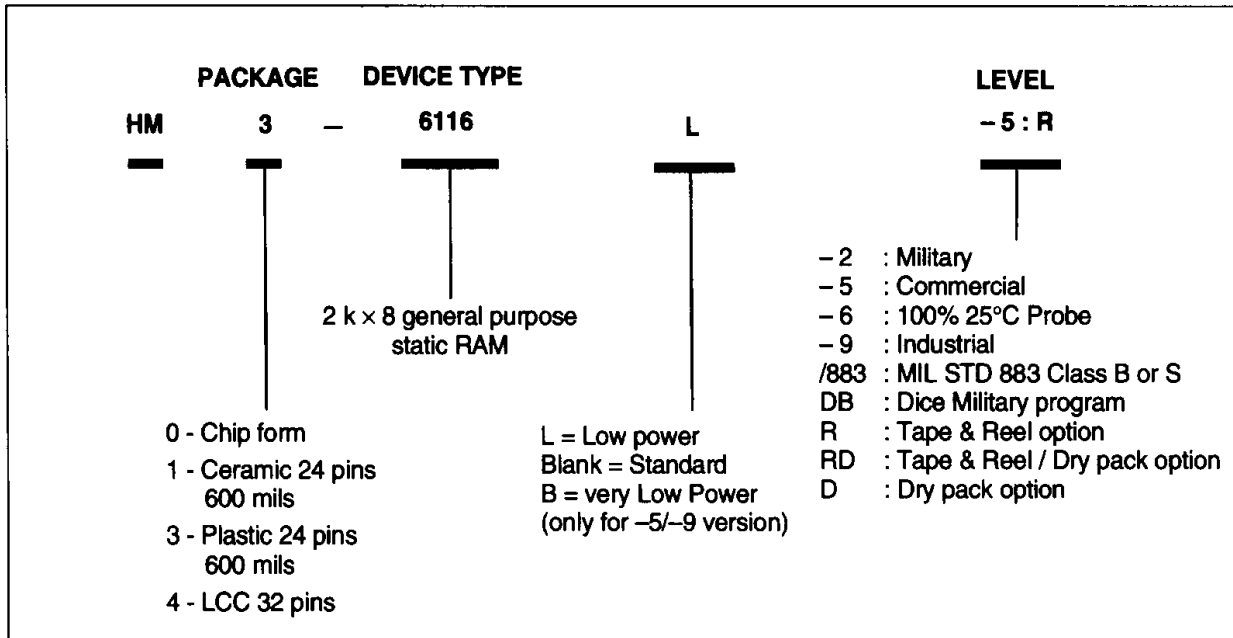 PACKAGE DEVICE TYPE LEVEL
HM 3 – 6116 L – 5 : R
2 k × 8 general purpose
static RAM
0 - Chip form
1 - Ceramic 24 pins
600 mils
3 - Plastic 24 pins
600 mils
4 - LCC 32 pins
L = Low power
Blank = Standard
B = very Low Power
(only for –5/–9 version)
– 2 : Military
– 5 : Commercial
– 6 : 100% 25°C Probe
– 9 : Industrial
/883 : MIL STD 883 Class B or S
DB : Dice Military program
R : Tape & Reel option
RD : Tape & Reel / Dry pack option
D : Dry pack option